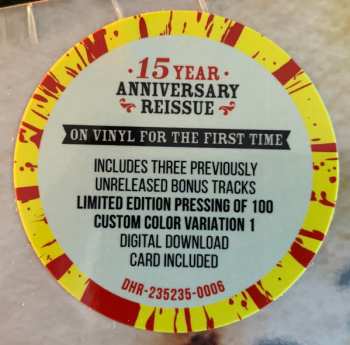 · 15 YEAR ·
ANNIVERSARY
REISSUE
ON VINYL FOR THE FIRST TIME
INCLUDES THREE PREVIOUSLY
UNRELEASED BONUS TRACKS
LIMITED EDITION PRESSING OF 100
CUSTOM COLOR VARIATION 1
DIGITAL DOWNLOAD
CARD INCLUDED
DHR-235235-0006